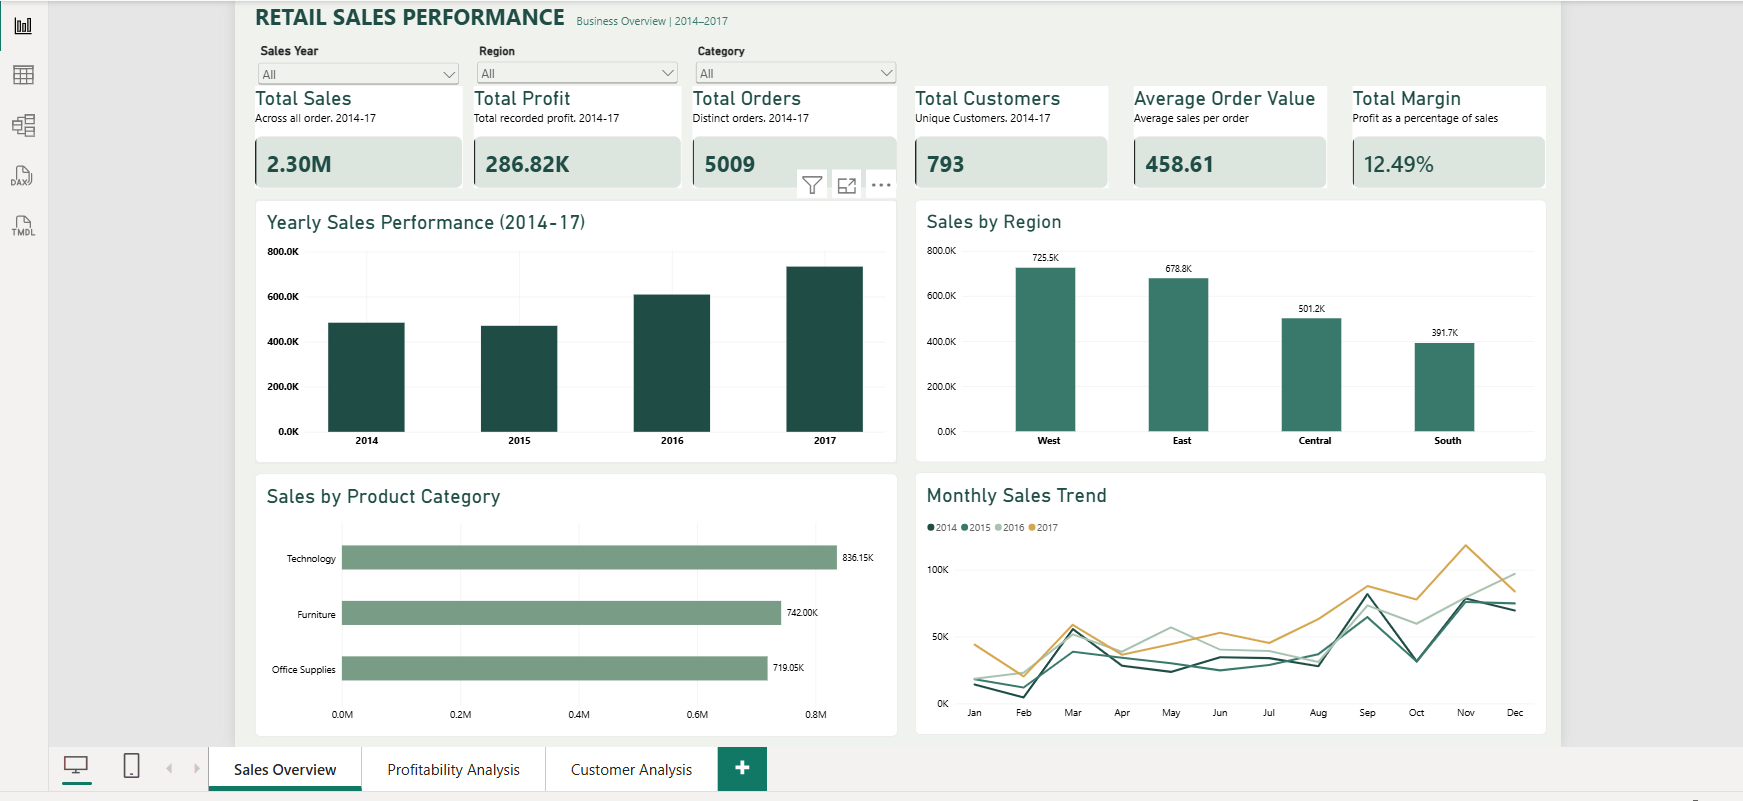 RETAIL SALES PERFORMANCE Business Overview | 2014–2017
Sales Year Region Category
All All All
Total Sales Total Profit Total Orders Total Customers Average Order Value Total Margin
Across all order. 2014-17 Total recorded profit. 2014-17 Distinct orders. 2014-17 Unique Customers. 2014-17 Average sales per order Profit as a percentage of sales
2.30M 286.82K 5009 793 458.61 12.49%
DAX
TMDL
Yearly Sales Performance (2014-17)
800.0K
600.0K
400.0K
200.0K
0.0K
2014 2015 2016 2017
Sales by Region
800.0K
725.5K
678.8K
600.0K
501.2K
400.0K
391.7K
200.0K
0.0K
West East Central South
Sales by Product Category
Technology 836.15K
Furniture 742.00K
Office Supplies 719.05K
0.0M 0.2M 0.4M 0.6M 0.8M
Monthly Sales Trend
2014 2015 2016 2017
100K
50K
0K
Jan Feb Mar Apr May Jun Jul Aug Sep Oct Nov Dec
Sales Overview Profitability Analysis Customer Analysis